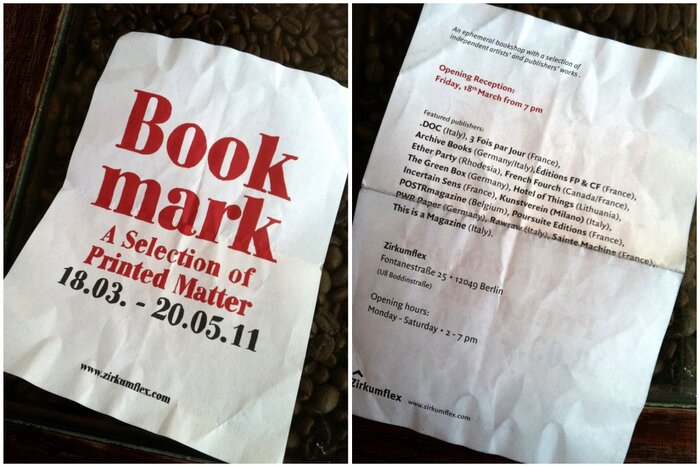 Book
mark
A Selection of
Printed Matter
18.03. - 20.05.11
www.zirkumflex.com
An ephemeral bookshop with a selection of
independent artists' and publishers' works.
Opening Reception:
Friday, 18th March from 7 pm
Featured publishers:
.DOC (Italy), 3 Fois par Jour (France),
Archive Books (Germany/Italy), Éditions FP & CF (France),
Ether Party (Rhodesia), French Fourch (Canada/France),
The Green Box (Germany), Hotel of Things (Lithuania),
Incertain Sens (France), Kunstverein (Milano) (Italy),
POSTRmagazine (Belgium), Poursuite Editions (France),
PWR Paper (Germany), Rawraw (Italy), Sainte Machine (France),
This is a Magazine (Italy).
Zirkumflex
Fontanestraße 25 • 12049 Berlin
(U8 Boddinstraße)
Opening hours:
Monday - Saturday • 2 - 7 pm
zirkumflex
www.zirkumflex.com